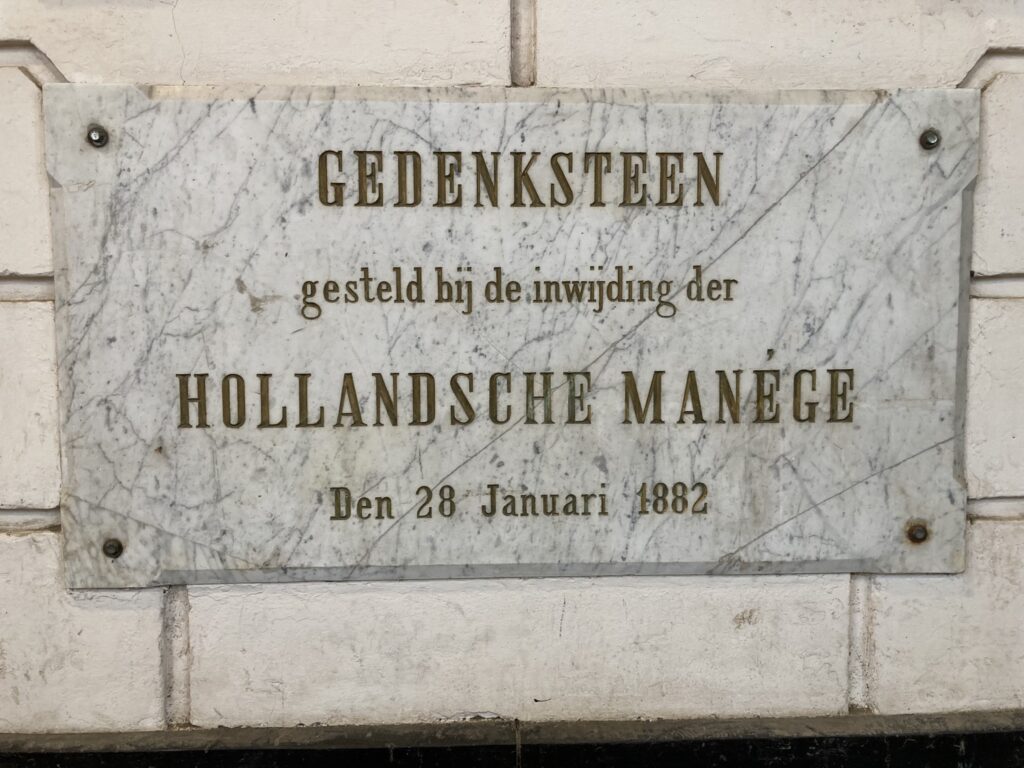 GEDENKSTEEN
gesteld bij de inwijding der
HOLLANDSCHE MANÉGE
Den 28 Januari 1882